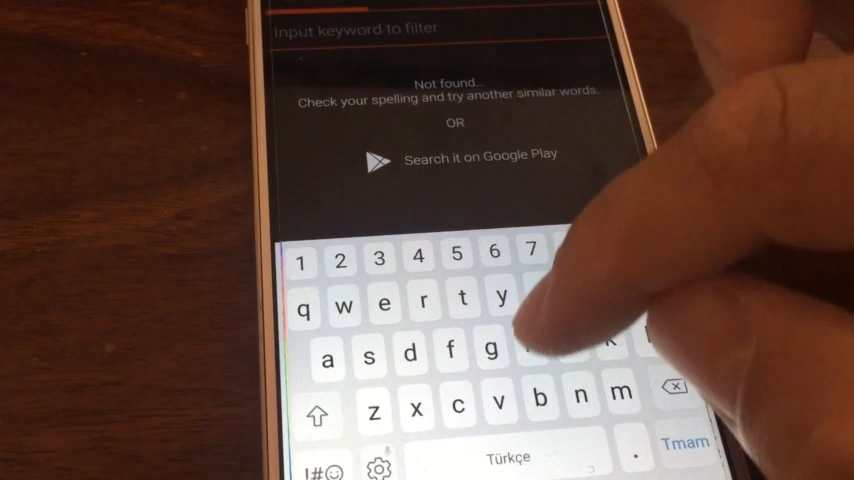 Input keyword to filter
Not found...
Check your spelling and try another similar words.
OR
Search it on Google Play
1 2 3 4 5 6 7
q w e r t y
a s d f g
z x c v b n m
!#☺ Türkçe . Tmam